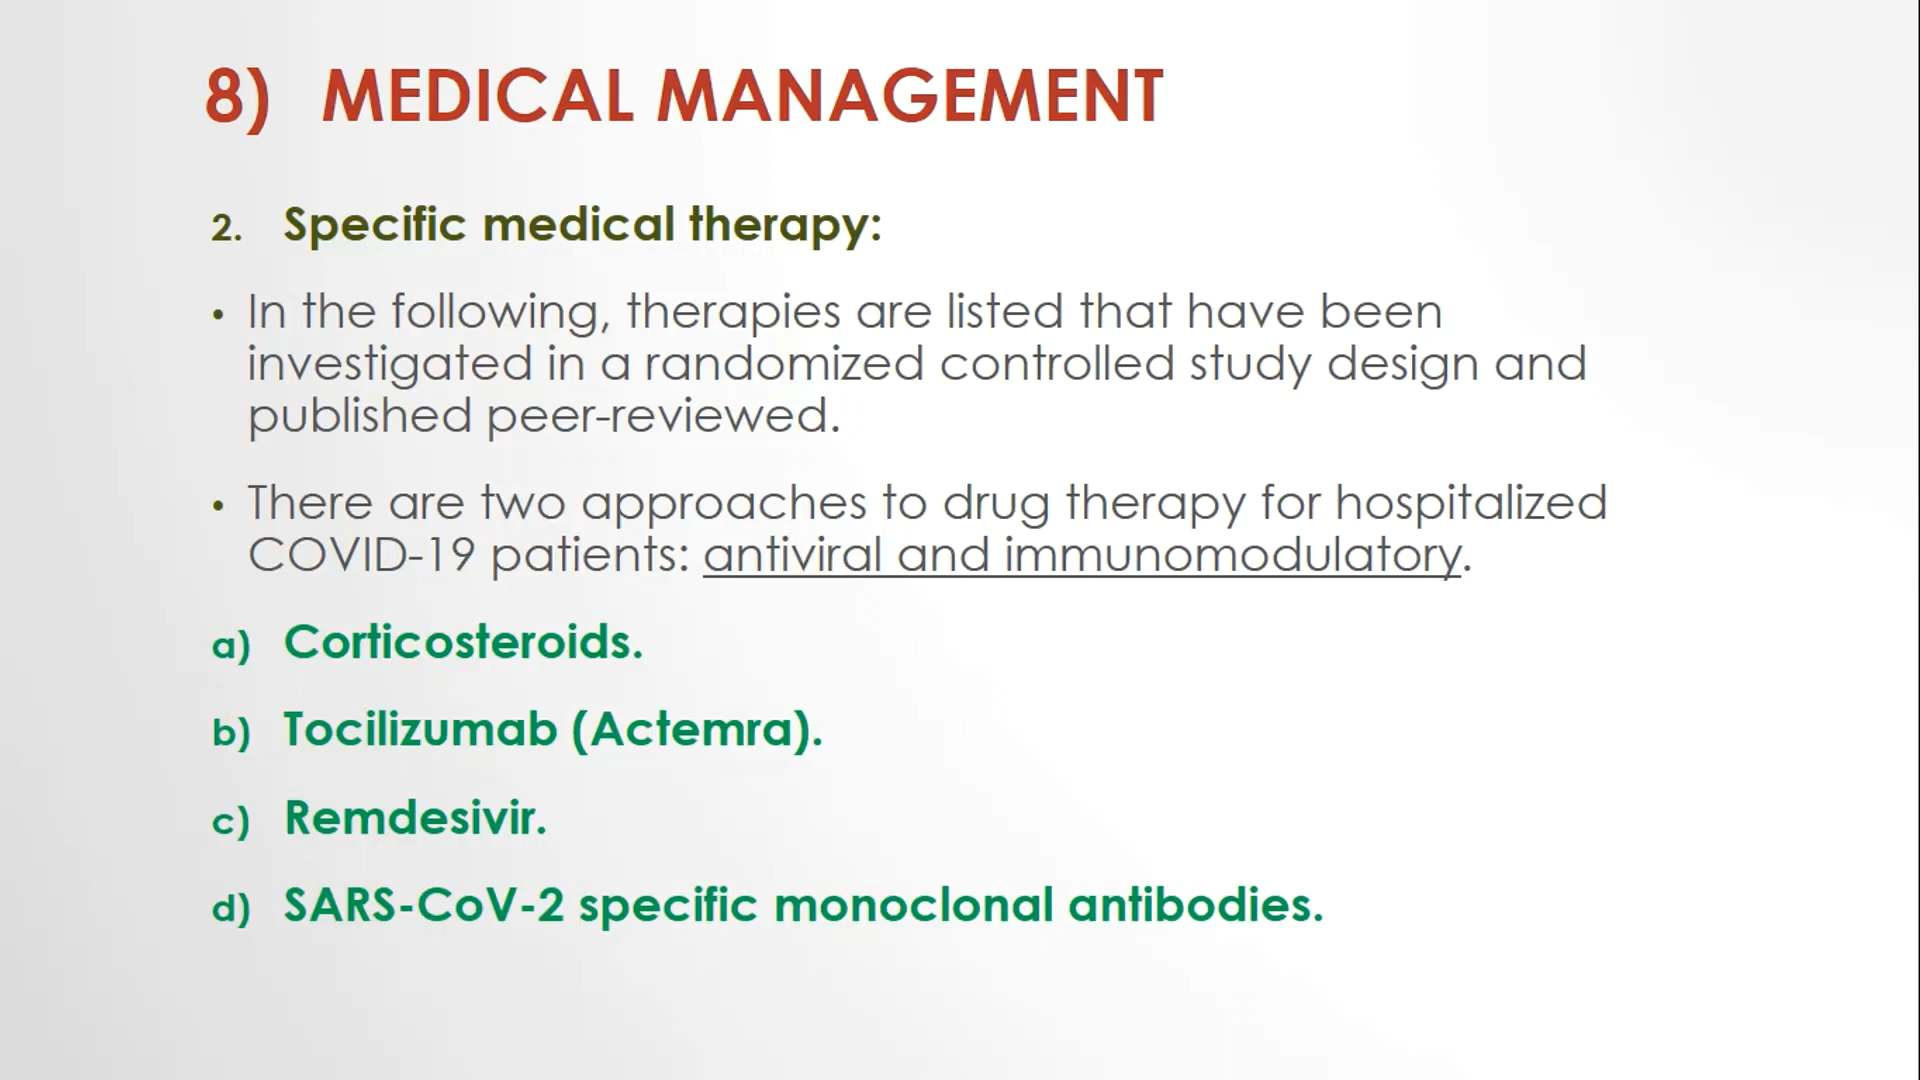 8) MEDICAL MANAGEMENT
2. Specific medical therapy:
• In the following, therapies are listed that have been
investigated in a randomized controlled study design and
published peer-reviewed.
• There are two approaches to drug therapy for hospitalized
COVID-19 patients: antiviral and immunomodulatory.
a) Corticosteroids.
b) Tocilizumab (Actemra).
c) Remdesivir.
d) SARS-CoV-2 specific monoclonal antibodies.